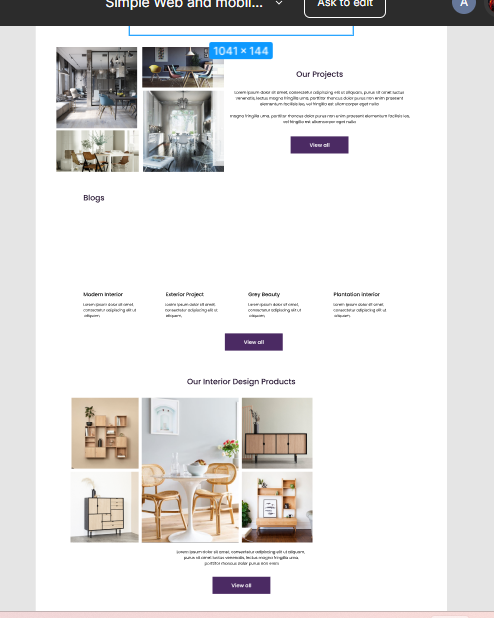 Simple Web and mobil...
Ask to edit
A
1041 × 144
Our Projects
Lorem ipsum dolor sit amet, consectetur adipiscing elit ut aliquam, purus sit amet luctus
venenatis, lectus magna fringilla urna, porttitor rhoncus dolor purus non enim praesent
elementum facilisis leo, vel fringilla est ullamcorper eget nulla
magna fringilla urna, porttitor rhoncus dolor purus non enim praesent elementum facilisis leo,
vel fringilla est ullamcorper eget nulla
View all
Blogs
Modern Interior
Lorem ipsum dolor sit amet,
consectetur adipiscing elit ut
aliquam,
Exterior Project
Lorem ipsum dolor sit amet,
consectetur adipiscing elit ut
aliquam,
Grey Beauty
Lorem ipsum dolor sit amet,
consectetur adipiscing elit ut
aliquam,
Plantation Interior
Lorem ipsum dolor sit amet,
consectetur adipiscing elit ut
aliquam,
View all
Our Interior Design Products
Lorem ipsum dolor sit amet, consectetur adipiscing elit ut aliquam,
purus sit amet luctus venenatis, lectus magna fringilla urna,
porttitor rhoncus dolor purus non enim
View all